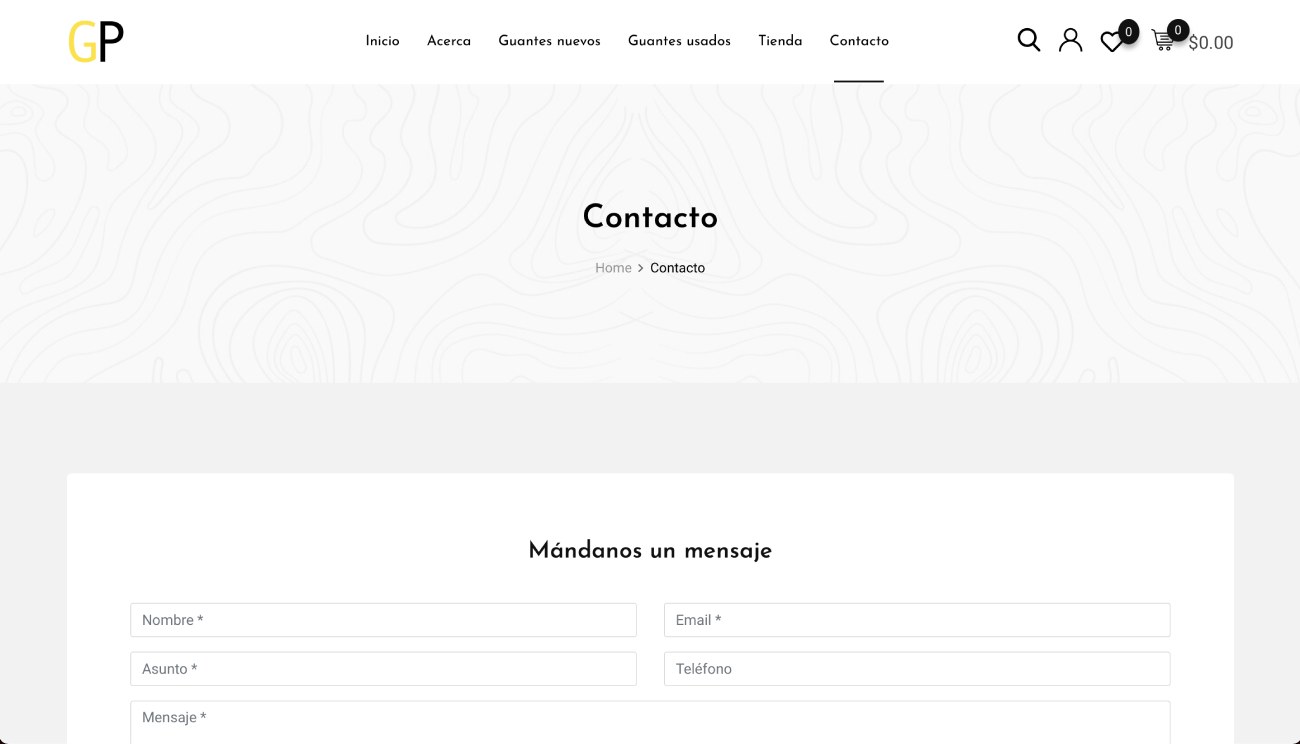 GP
Inicio Acerca Guantes nuevos Guantes usados Tienda Contacto 0 0 $0.00
Contacto
Home > Contacto
Mándanos un mensaje
Nombre * Email *
Asunto * Teléfono
Mensaje *